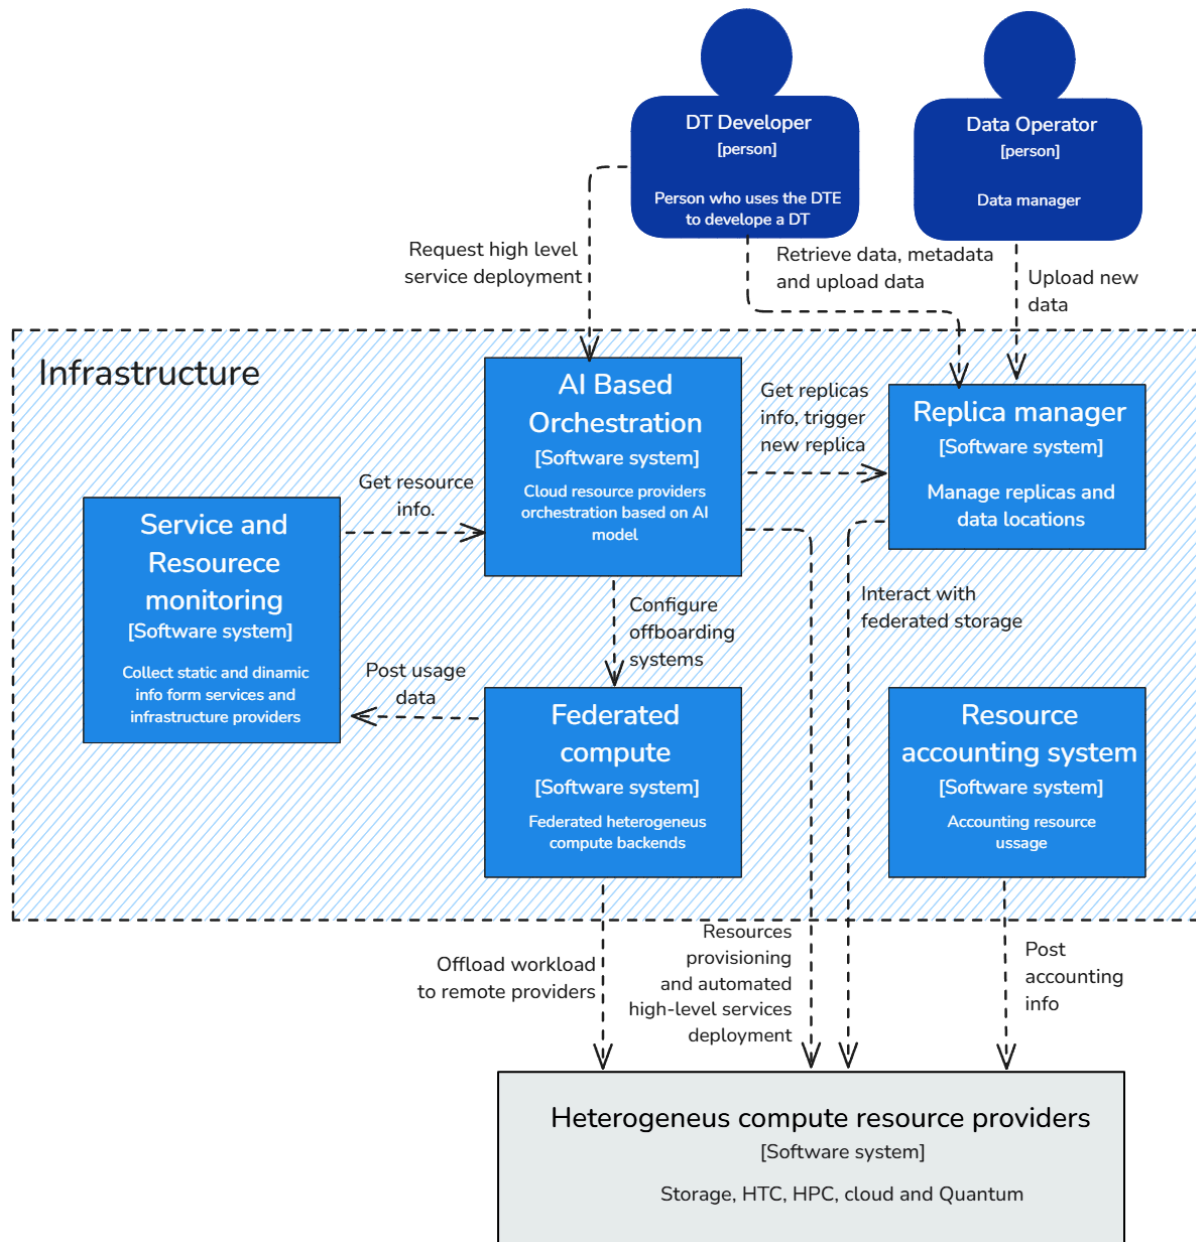 DT Developer
[person]
Person who uses the DTE
to develope a DT
Data Operator
[person]
Data manager
Request high level
service deployment
Retrieve data, metadata
and upload data
Upload new
data
Infrastructure
AI Based
Orchestration
[Software system]
Cloud resource providers
orchestration based on AI
model
Get replicas
info, trigger
new replica
Replica manager
[Software system]
Manage replicas and
data locations
Get resource
info.
Service and
Resourece
monitoring
[Software system]
Collect static and dinamic
info form services and
infrastructure providers
Configure
offboarding
systems
Interact with
federated storage
Post usage
data
Federated
compute
[Software system]
Federated heterogeneus
compute backends
Resource
accounting system
[Software system]
Accounting resource
ussage
Offload workload
to remote providers
Resources
provisioning
and automated
high-level services
deployment
Post
accounting
info
Heterogeneus compute resource providers
[Software system]
Storage, HTC, HPC, cloud and Quantum